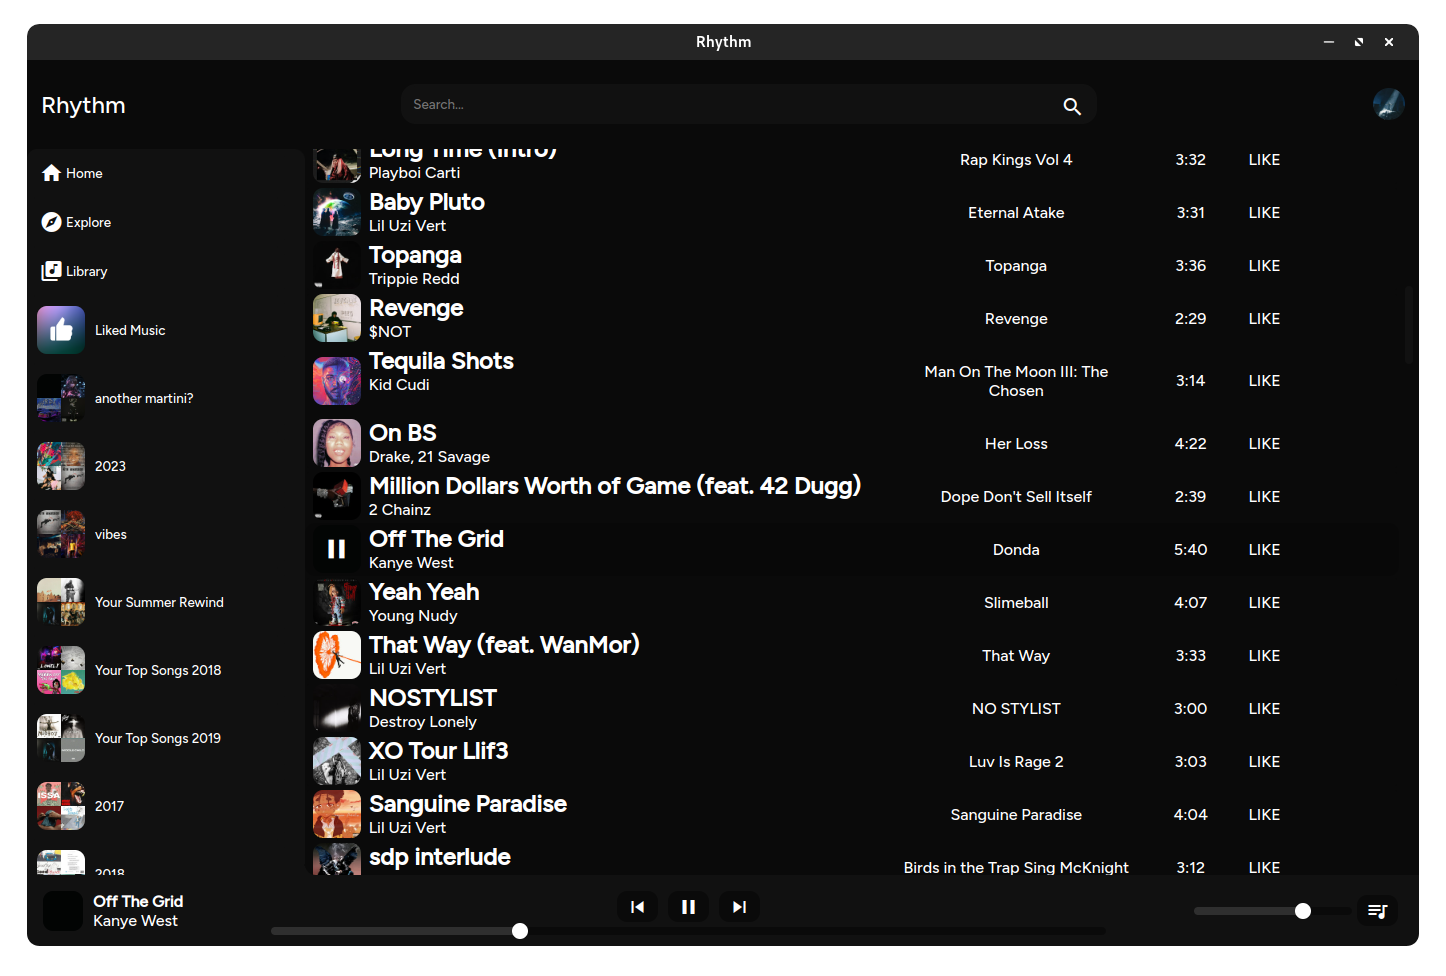 Rhythm
Rhythm
Search...
Home
Explore
Library
Liked Music
another martini?
2023
vibes
Your Summer Rewind
Your Top Songs 2018
Your Top Songs 2019
2017
2018
Long Time (Intro)
Playboi Carti
Rap Kings Vol 4
3:32
LIKE
Baby Pluto
Lil Uzi Vert
Eternal Atake
3:31
LIKE
Topanga
Trippie Redd
Topanga
3:36
LIKE
Revenge
$NOT
Revenge
2:29
LIKE
Tequila Shots
Kid Cudi
Man On The Moon III: The
Chosen
3:14
LIKE
On BS
Drake, 21 Savage
Her Loss
4:22
LIKE
Million Dollars Worth of Game (feat. 42 Dugg)
2 Chainz
Dope Don't Sell Itself
2:39
LIKE
Off The Grid
Kanye West
Donda
5:40
LIKE
Yeah Yeah
Young Nudy
Slimeball
4:07
LIKE
That Way (feat. WanMor)
Lil Uzi Vert
That Way
3:33
LIKE
NOSTYLIST
Destroy Lonely
NO STYLIST
3:00
LIKE
XO Tour Llif3
Lil Uzi Vert
Luv Is Rage 2
3:03
LIKE
Sanguine Paradise
Lil Uzi Vert
Sanguine Paradise
4:04
LIKE
sdp interlude
Birds in the Trap Sing McKnight
3:12
LIKE
Off The Grid
Kanye West